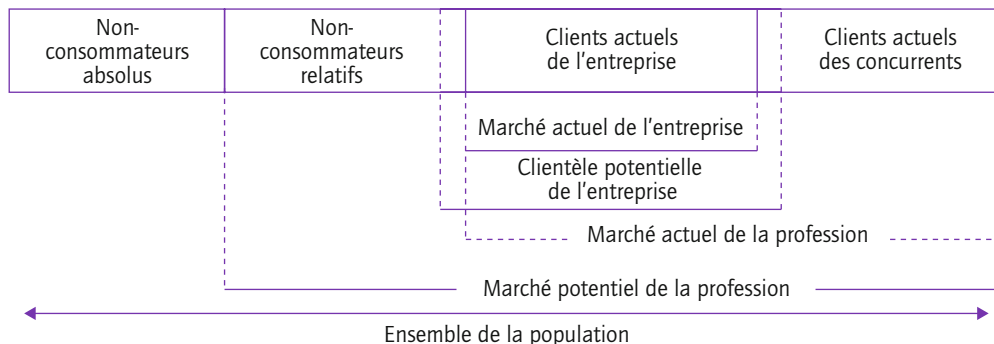 Non-
consommateurs
absolus
Non-
consommateurs
relatifs
Clients actuels
de l’entreprise
Clients actuels
des concurrents
Marché actuel de l’entreprise
Clientèle potentielle
de l’entreprise
Marché actuel de la profession
Marché potentiel de la profession
Ensemble de la population